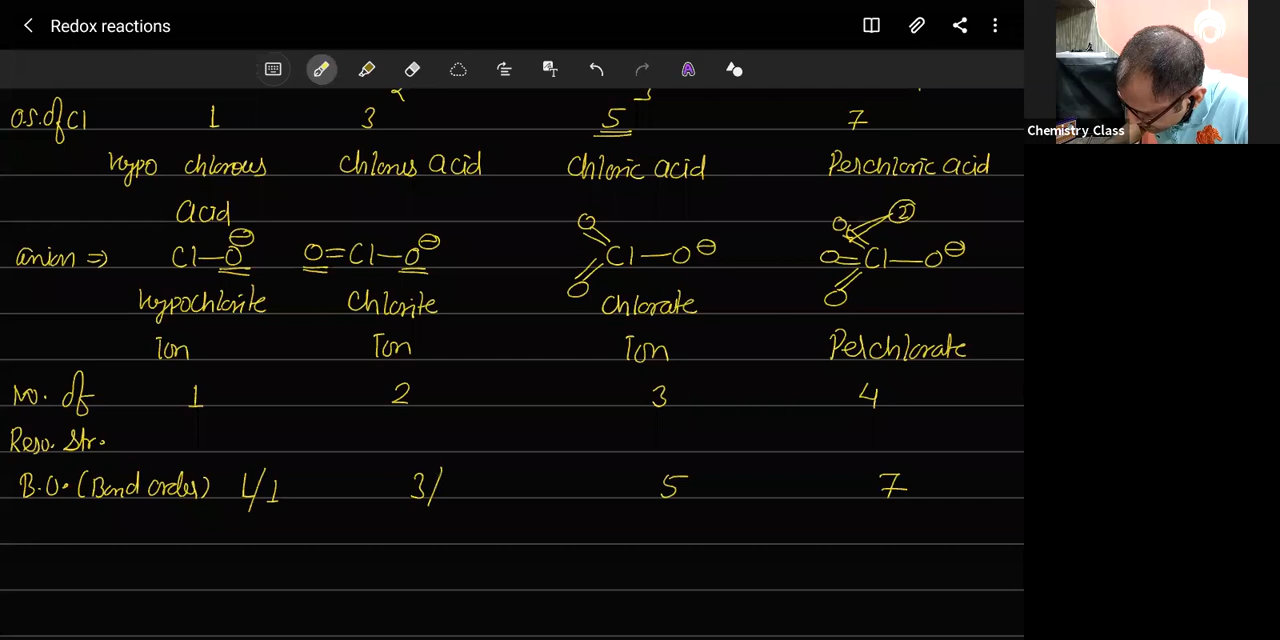 Redox reactions
Chemistry Class
O.S. of Cl 1 3 5 7
Hypo chlorous Chlorus Acid Chloric acid Perchloric acid
Acid
anion ⇒ Cl—O⊖ O=Cl—O⊖ O Cl—O⊖ O O O=Cl—O⊖ O 2
Hypochlorite Chlorite Chlorate Perchlorate
Ion Ion Ion
No. of 1 2 3 4
Reso. Str.
B.O. (Bond order) 1/1 3/ 5 7